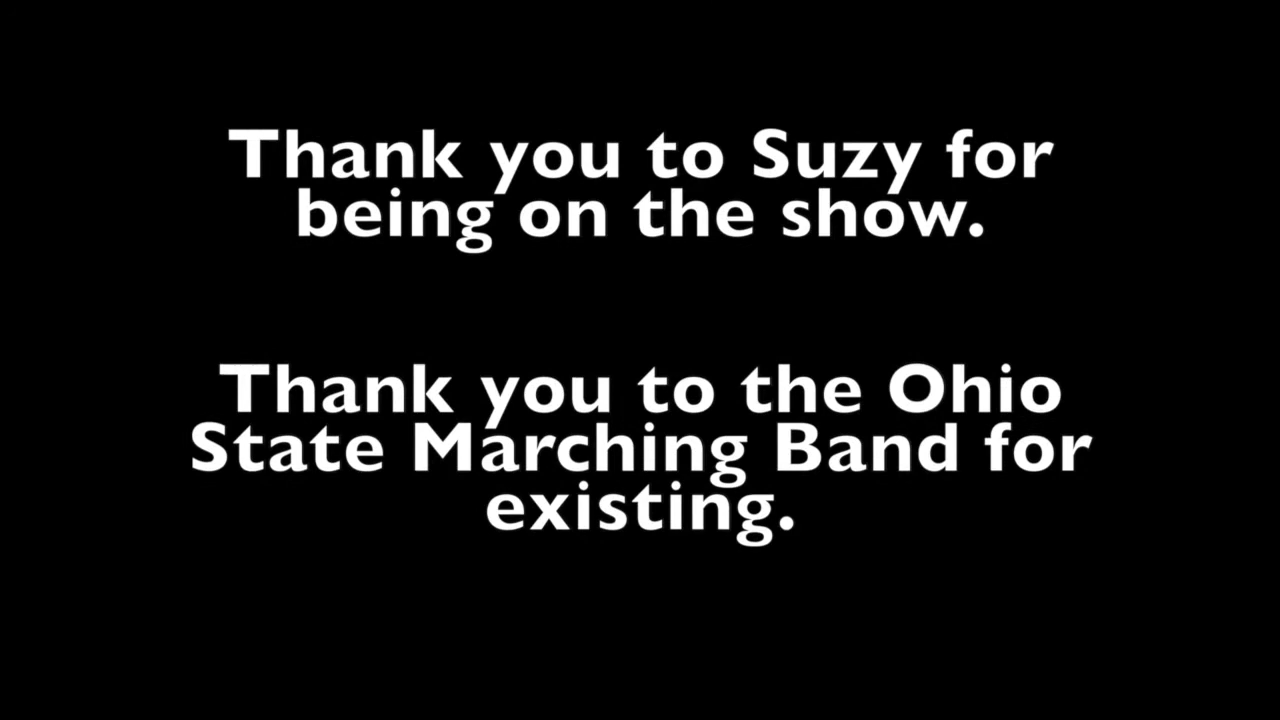 Thank you to Suzy for
being on the show.
Thank you to the Ohio
State Marching Band for
existing.